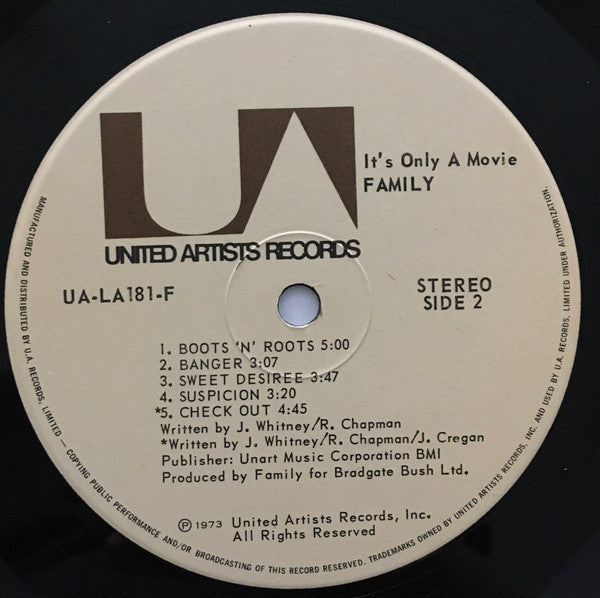 UA
UNITED ARTISTS RECORDS
It's Only A Movie
FAMILY
UA-LA181-F
STEREO
SIDE 2
1. BOOTS 'N' ROOTS 5:00
2. BANGER 3:07
3. SWEET DESIREE 3:47
4. SUSPICION 3:20
*5. CHECK OUT 4:45
Written by J. Whitney/R. Chapman
*Written by J. Whitney/R. Chapman/J. Cregan
Publisher: Unart Music Corporation BMI
Produced by Family for Bradgate Bush Ltd.
Ⓟ 1973 United Artists Records, Inc.
All Rights Reserved
MANUFACTURED AND DISTRIBUTED BY U.A. RECORDS, LIMITED — COPYING PUBLIC PERFORMANCE AND/OR BROADCASTING OF THIS RECORD RESERVED. TRADEMARKS OWNED BY UNITED ARTISTS RECORDS, INC. AND USED BY U.A. RECORDS, LIMITED UNDER AUTHORIZATION.